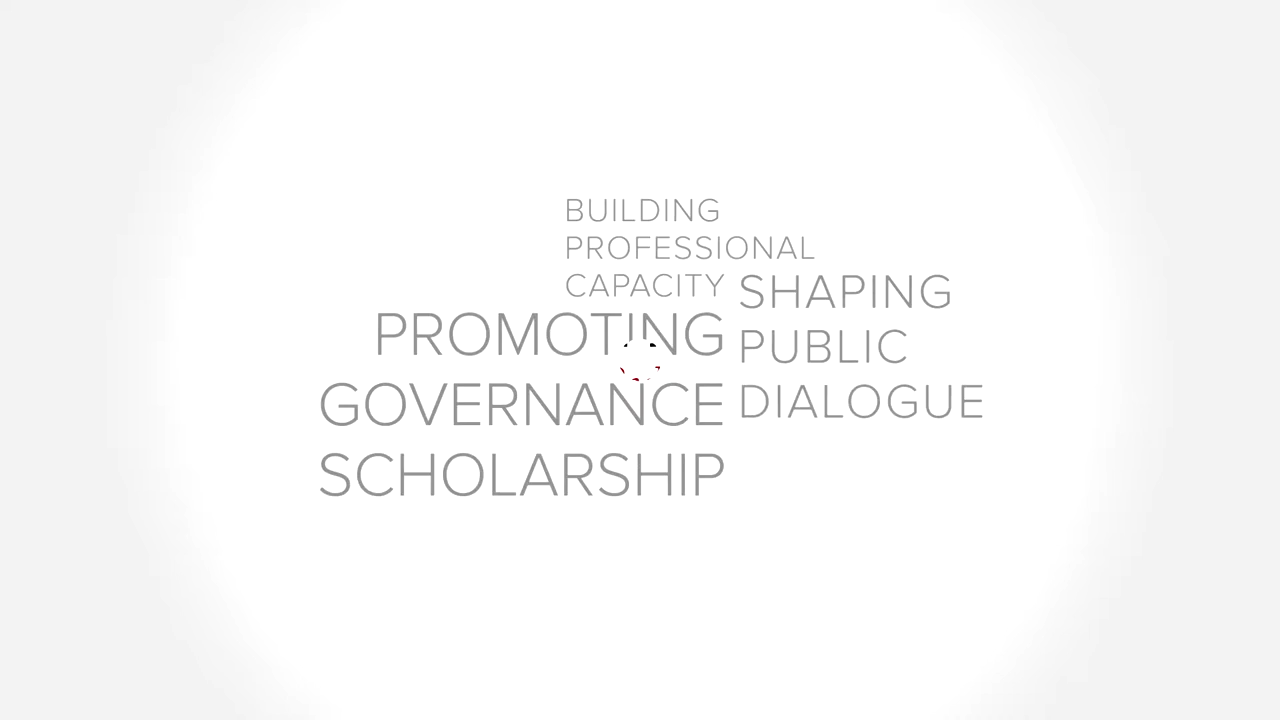 BUILDING
PROFESSIONAL
CAPACITY
SHAPING
PUBLIC
DIALOGUE
PROMOTING
GOVERNANCE
SCHOLARSHIP